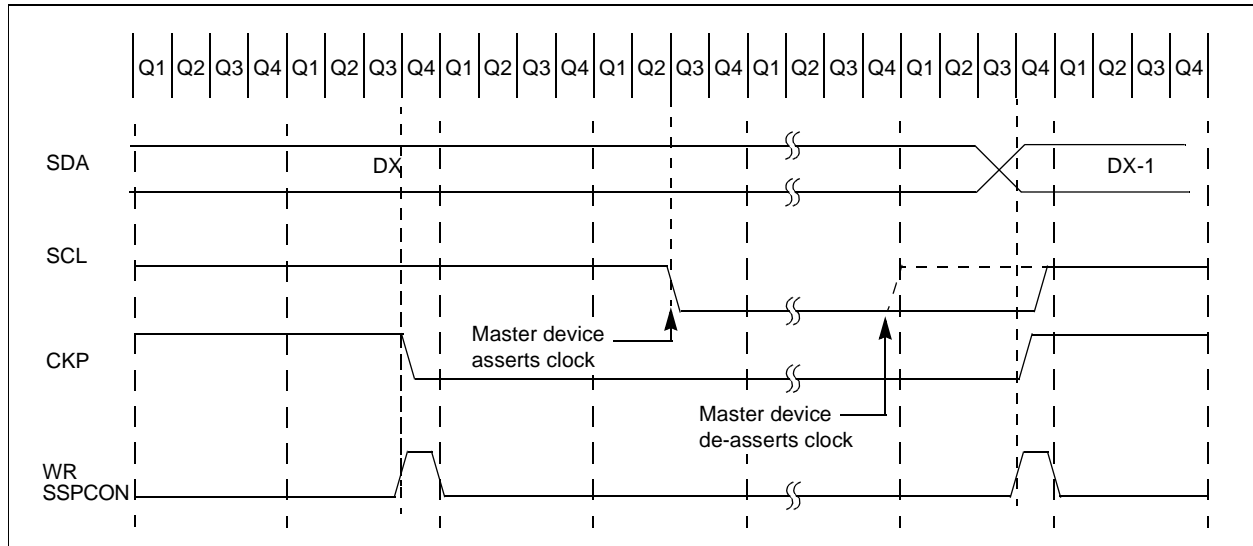 Q1 Q2 Q3 Q4 Q1 Q2 Q3 Q4 Q1 Q2 Q3 Q4 Q1 Q2 Q3 Q4 Q1 Q2 Q3 Q4 Q1 Q2 Q3 Q4 Q1 Q2 Q3 Q4
SDA
DX
DX-1
SCL
Master device
asserts clock
CKP
Master device
de-asserts clock
WR
SSPCON